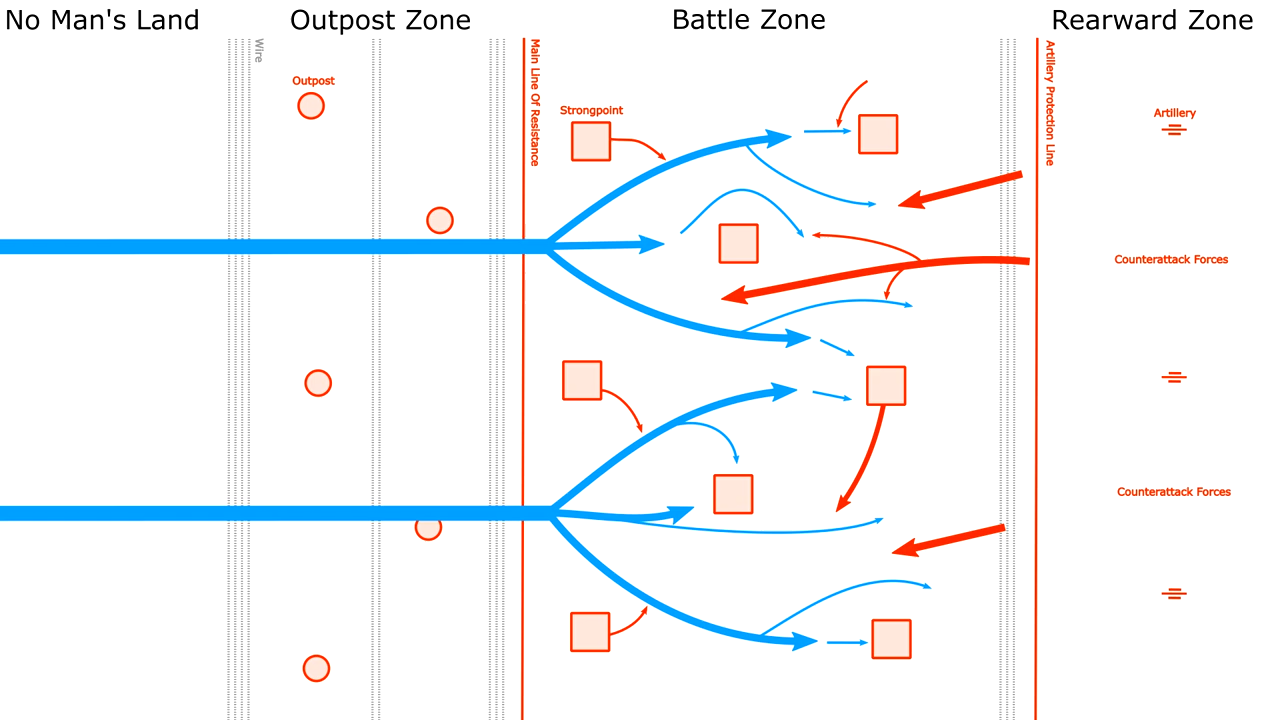 No Man's Land
Outpost Zone
Battle Zone
Rearward Zone
Wire
Outpost
Main Line Of Resistance
Strongpoint
Artillery Protection Line
Artillery
Counterattack Forces
Counterattack Forces